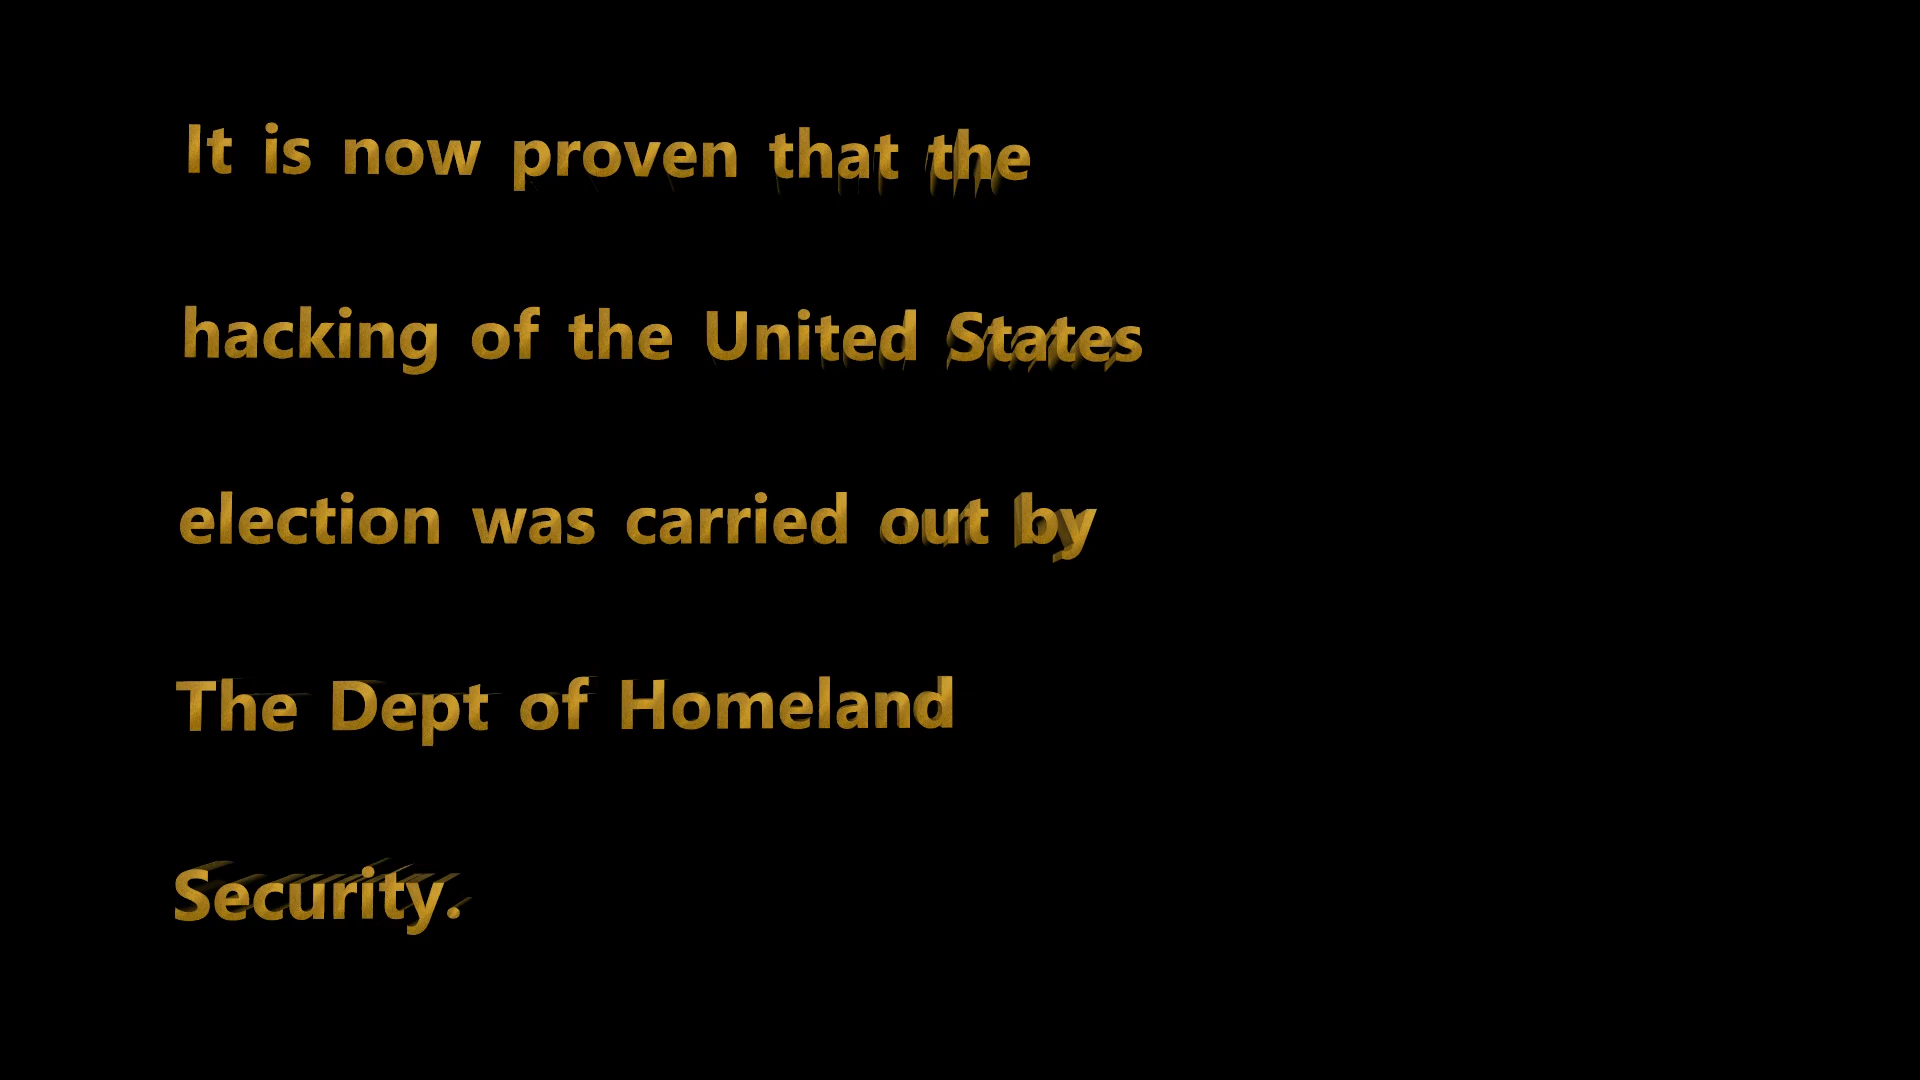 It is now proven that the
hacking of the United States
election was carried out by
The Dept of Homeland
Security.